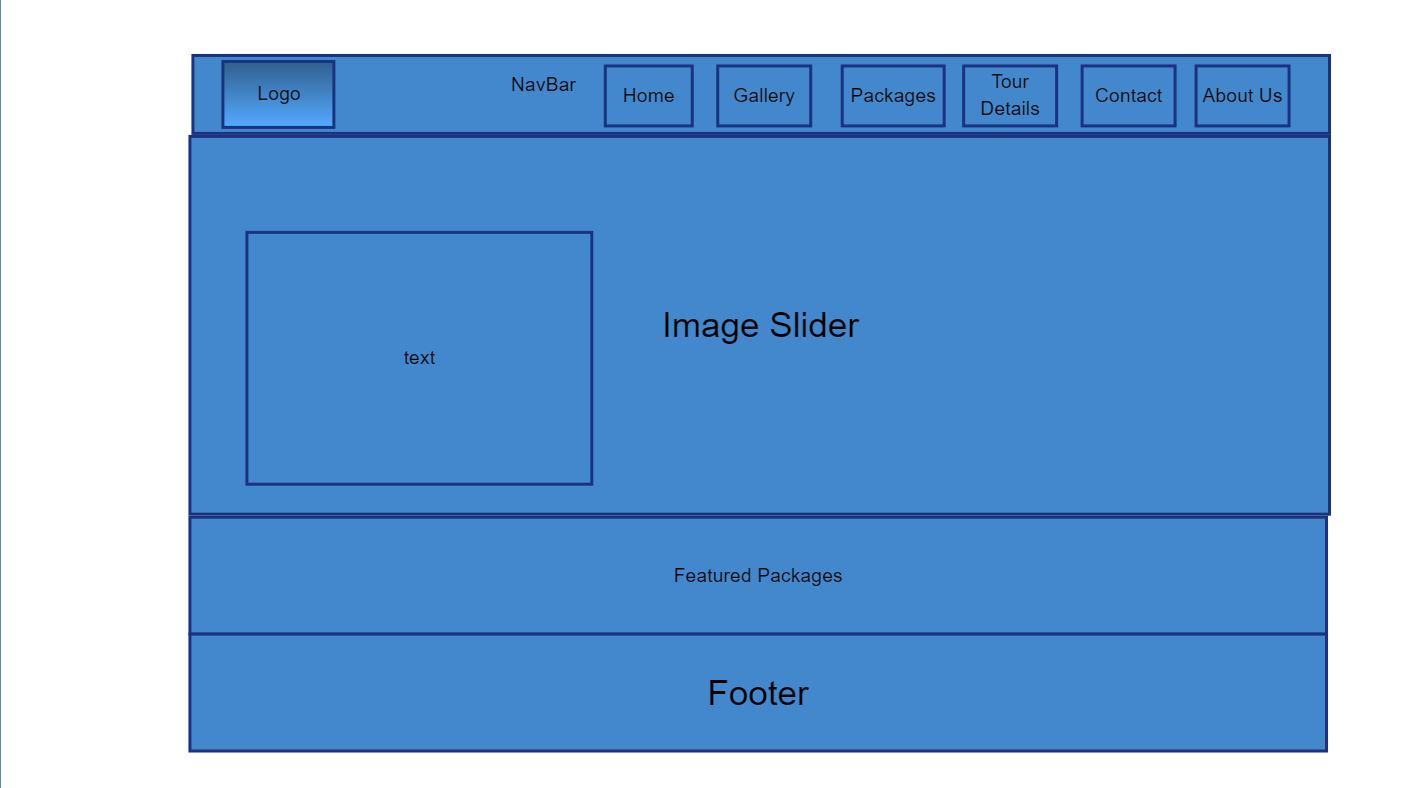 Logo
NavBar
Home
Gallery
Packages
Tour
Details
Contact
About Us
Image Slider
text
Featured Packages
Footer